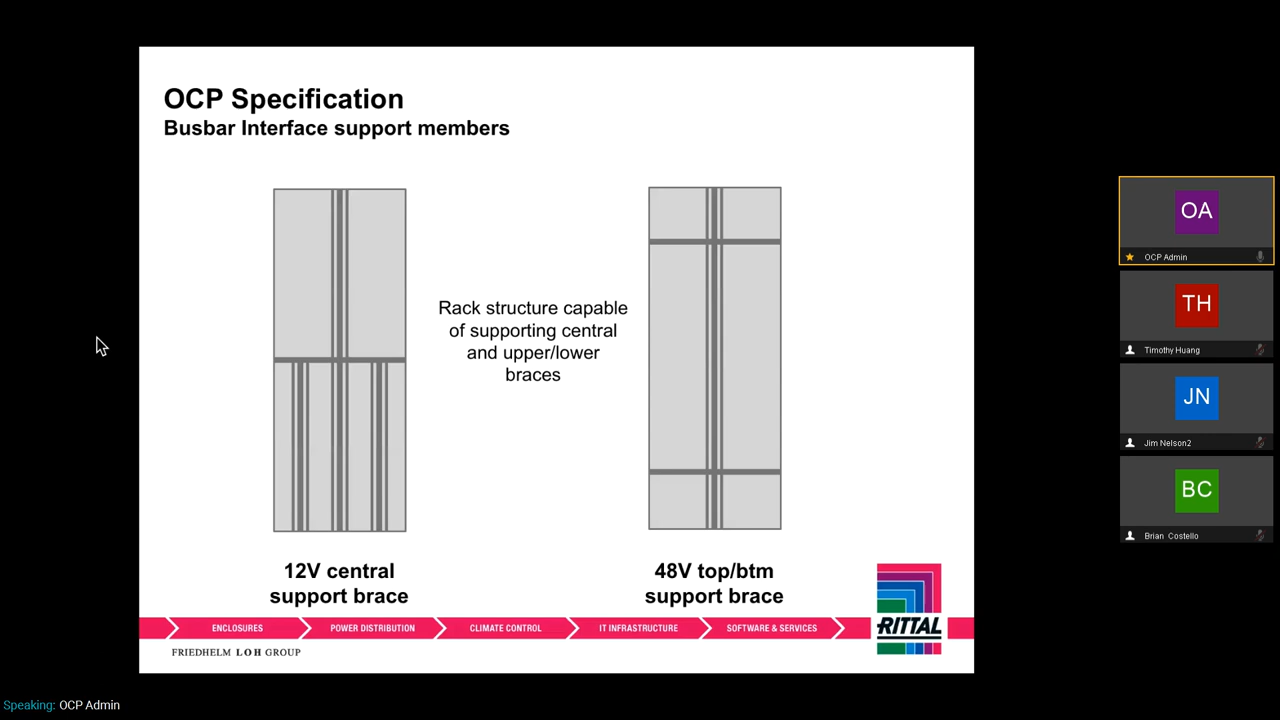 OCP Specification
Busbar Interface support members
Rack structure capable
of supporting central
and upper/lower
braces
12V central
support brace
48V top/btm
support brace
ENCLOSURES
POWER DISTRIBUTION
CLIMATE CONTROL
IT INFRASTRUCTURE
SOFTWARE & SERVICES
RITTAL
FRIEDHELM LOH GROUP
OA
OCP Admin
TH
Timothy Huang
JN
Jim Nelson2
BC
Brian Costello
Speaking: OCP Admin